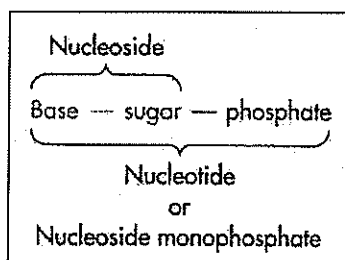 Nucleoside
Base — sugar — phosphate
Nucleotide
or
Nucleoside monophosphate